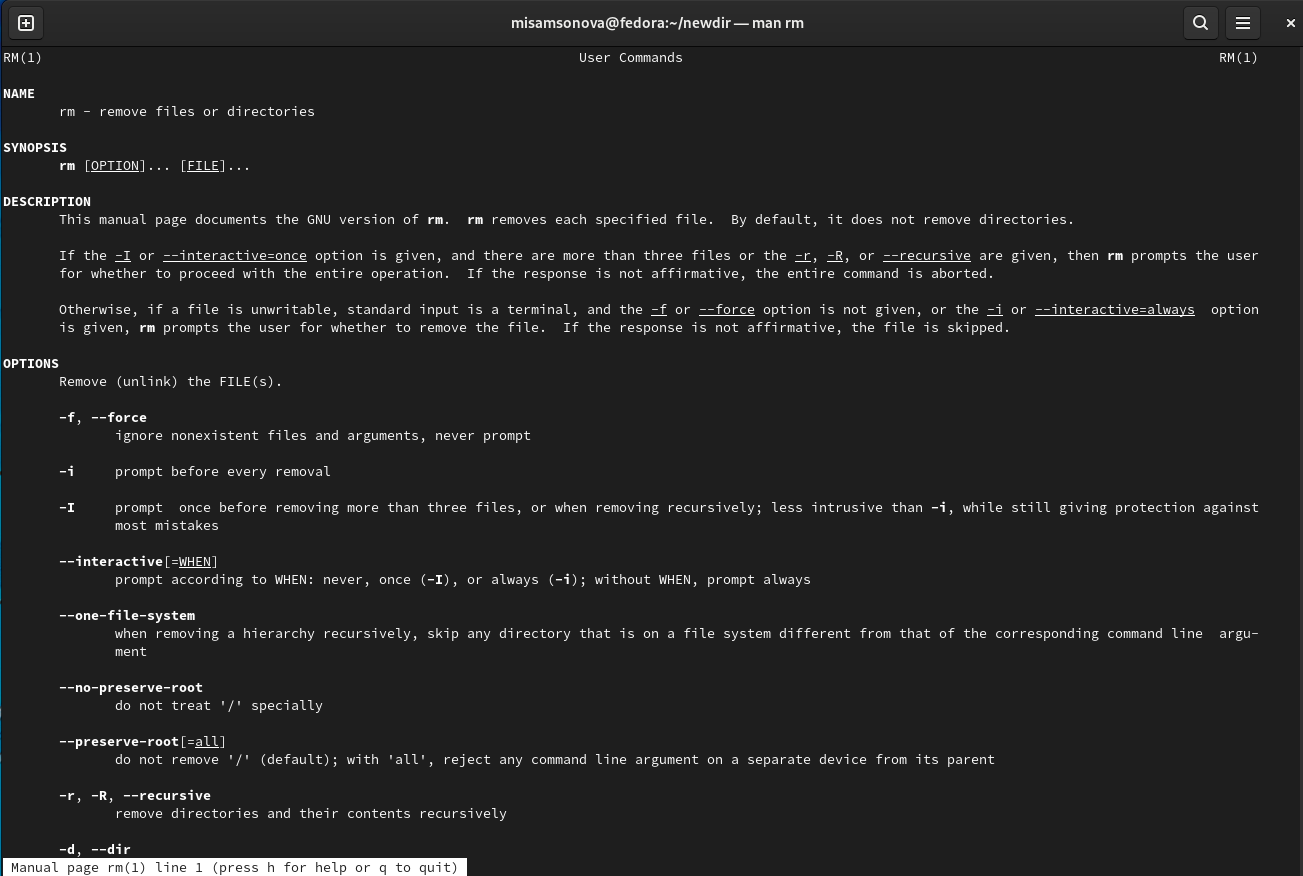 misamsonova@fedora:~/newdir — man rm
RM(1) User Commands RM(1)
NAME
rm - remove files or directories
SYNOPSIS
rm [OPTION]... [FILE]...
DESCRIPTION
This manual page documents the GNU version of rm.  rm removes each specified file.  By default, it does not remove directories.
If the -I or --interactive=once option is given, and there are more than three files or the -r, -R, or --recursive are given, then rm prompts the user
for whether to proceed with the entire operation.  If the response is not affirmative, the entire command is aborted.
Otherwise, if a file is unwritable, standard input is a terminal, and the -f or --force option is not given, or the -i or --interactive=always  option
is given, rm prompts the user for whether to remove the file.  If the response is not affirmative, the file is skipped.
OPTIONS
Remove (unlink) the FILE(s).
-f, --force
ignore nonexistent files and arguments, never prompt
-i     prompt before every removal
-I     prompt  once before removing more than three files, or when removing recursively; less intrusive than -i, while still giving protection against
most mistakes
--interactive[=WHEN]
prompt according to WHEN: never, once (-I), or always (-i); without WHEN, prompt always
--one-file-system
when removing a hierarchy recursively, skip any directory that is on a file system different from that of the corresponding command line  argu-
ment
--no-preserve-root
do not treat '/' specially
--preserve-root[=all]
do not remove '/' (default); with 'all', reject any command line argument on a separate device from its parent
-r, -R, --recursive
remove directories and their contents recursively
-d, --dir
Manual page rm(1) line 1 (press h for help or q to quit)